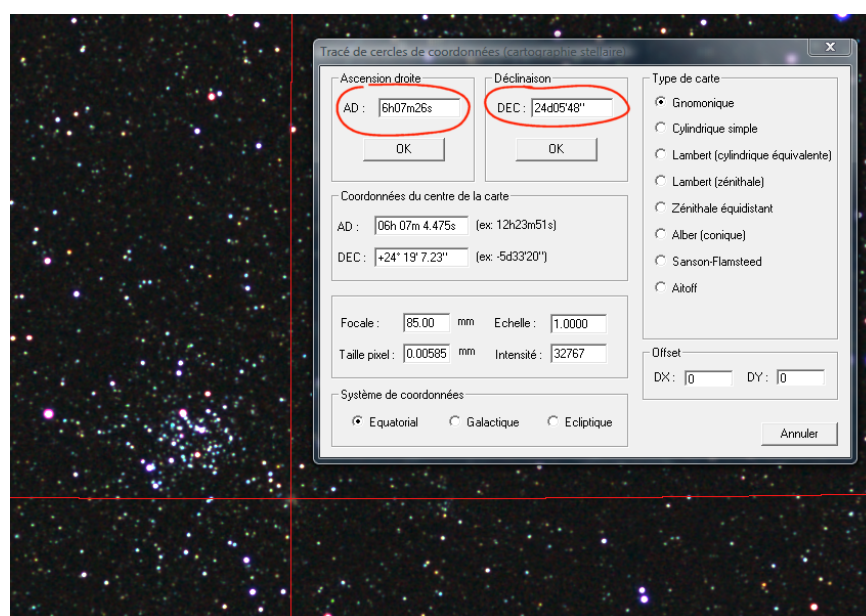 Tracé de cercles de coordonnées (cartographie stellaire)
x
Ascension droite
AD : 6h07m26s
OK
Déclinaison
DEC : 24d05'48''
OK
Coordonnées du centre de la carte
AD : 06h 07m 4.475s (ex: 12h23m51s)
DEC : +24° 19' 7.23'' (ex: -5d33'20'')
Focale : 85.00 mm Echelle : 1.0000
Taille pixel : 0.00585 mm Intensité : 32767
Système de coordonnées
Equatorial Galactique Ecliptique
Type de carte
Gnomonique
Cylindrique simple
Lambert (cylindrique équivalente)
Lambert (zénithale)
Zénithale équidistant
Alber (conique)
Sanson-Flamsteed
Aitoff
Offset
DX : 0 DY : 0
Annuler